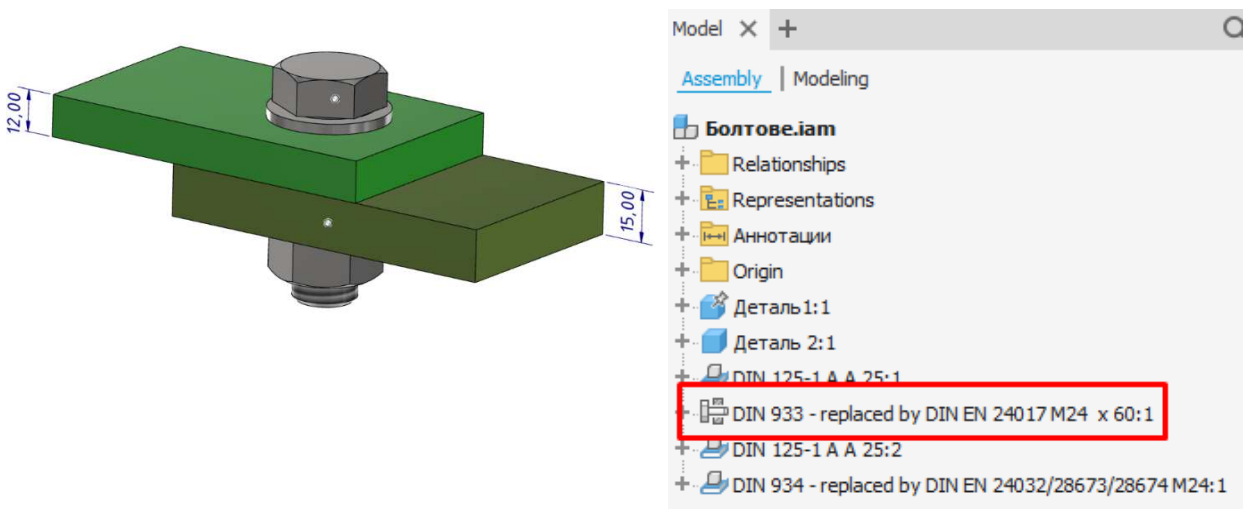 12,00
15,00
Model
Assembly | Modeling
Болтове.iam
Relationships
Representations
Аннотации
Origin
Деталь1:1
Деталь 2:1
DIN 125-1 A A 25:1
DIN 933 - replaced by DIN EN 24017 M24 x 60:1
DIN 125-1 A A 25:2
DIN 934 - replaced by DIN EN 24032/28673/28674 M24:1